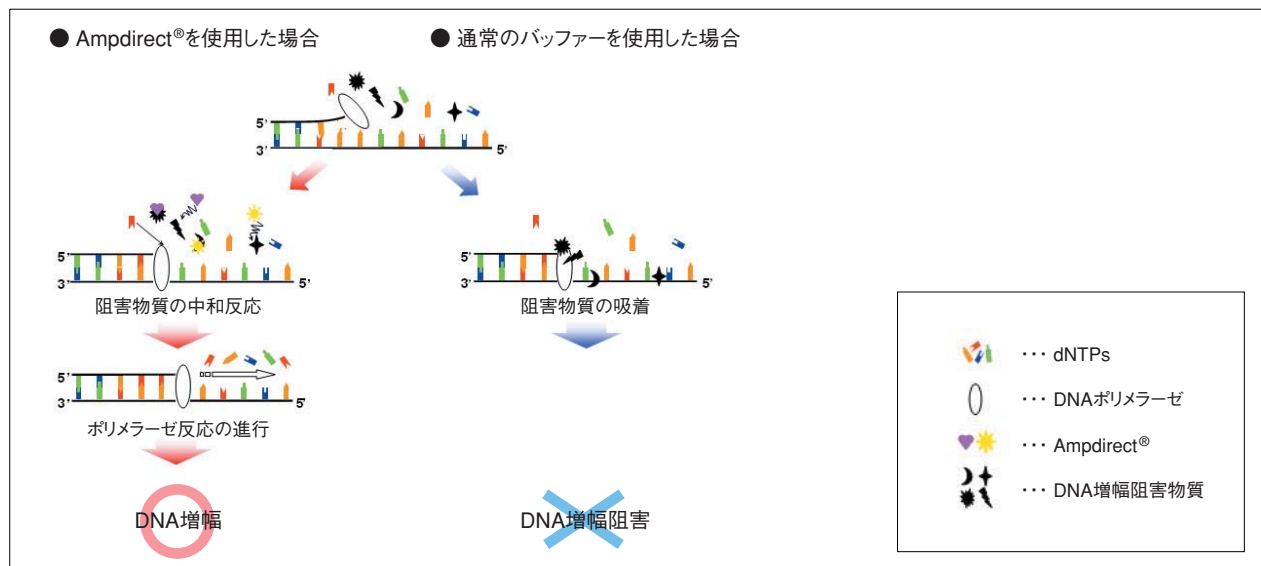 ● Ampdirect®を使用した場合
● 通常のバッファーを使用した場合
5'
3'
5'
5'
3'
5'
阻害物質の中和反応
5'
3'
5'
阻害物質の吸着
5'
3'
5'
ポリメラーゼ反応の進行
DNA増幅
DNA増幅阻害
･･･ dNTPs
･･･ DNAポリメラーゼ
･･･ Ampdirect®
･･･ DNA増幅阻害物質